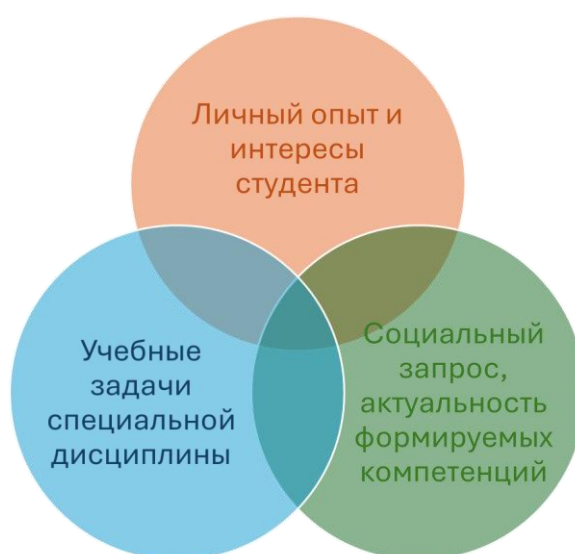 Личный опыт и
интересы
студента
Учебные
задачи
специальной
дисциплины
Социальный
запрос,
актуальность
формируемых
компетенций